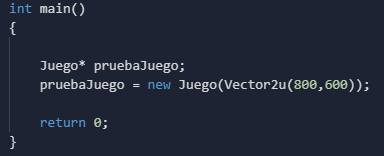 int main()
{
Juego* pruebaJuego;
pruebaJuego = new Juego(Vector2u(800,600));
return 0;
}